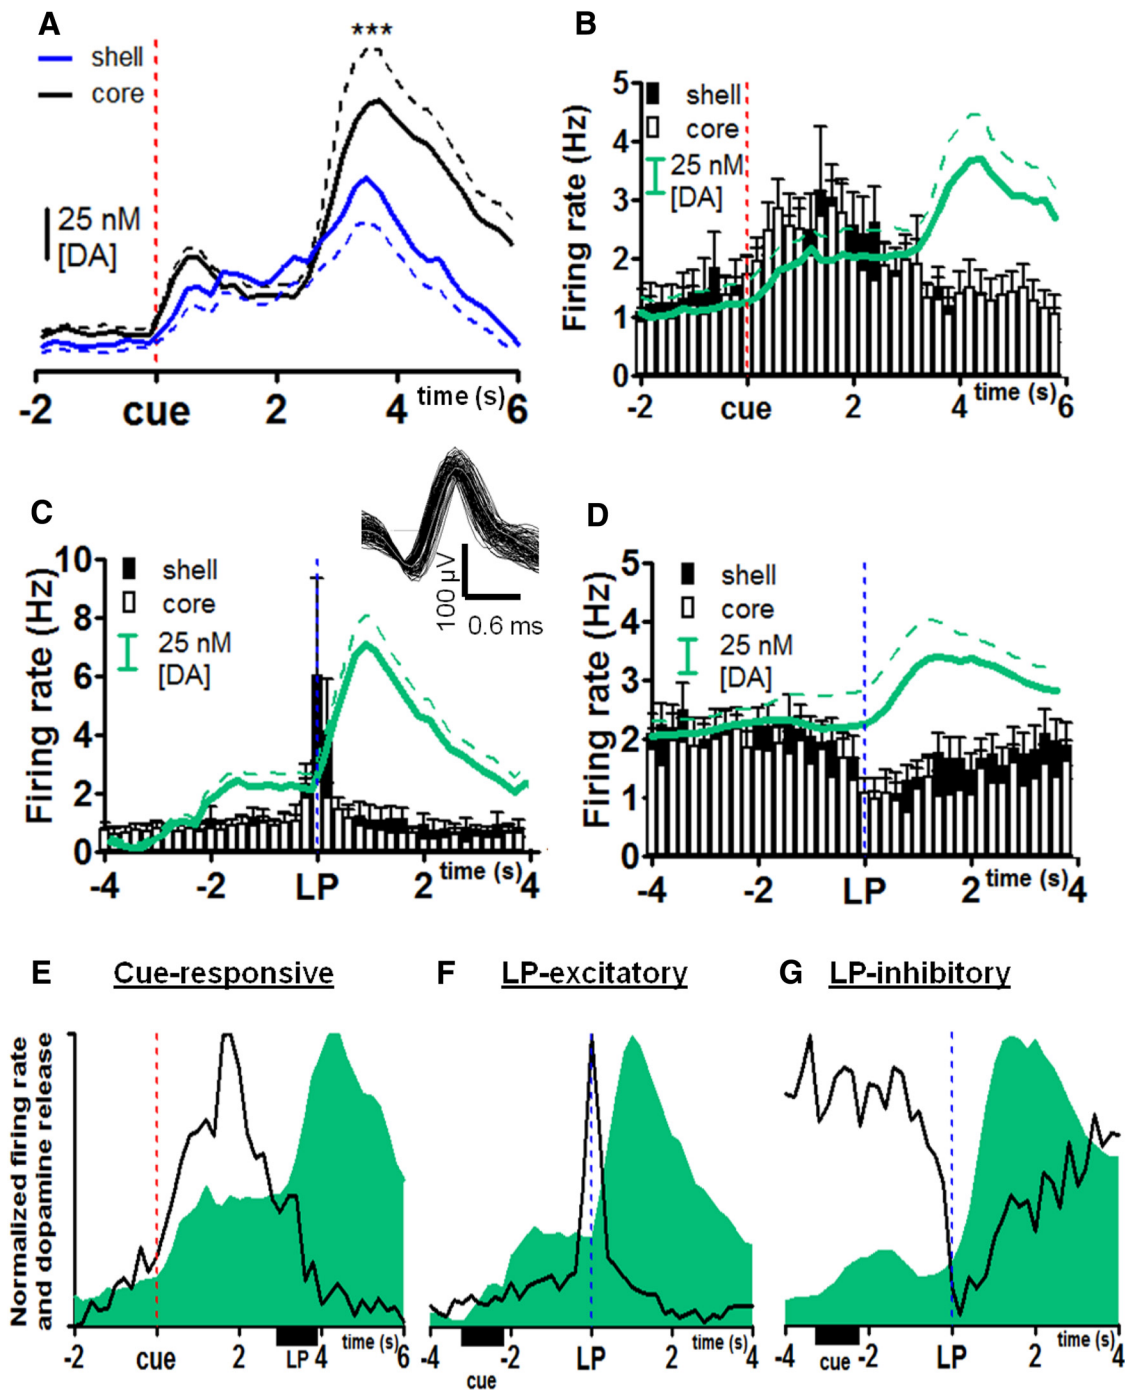 A
shell
core
***
25 nM
[DA]
-2 cue 2 4 time (s) 6
B
Firing rate (Hz)
5
4
3
2
1
0
shell
core
25 nM
[DA]
-2 cue 2 4 time (s) 6
C
Firing rate (Hz)
10
8
6
4
2
0
shell
core
25 nM
[DA]
100 µV
0.6 ms
-4 -2 LP 2 time (s) 4
D
Firing rate (Hz)
5
4
3
2
1
0
shell
core
25 nM
[DA]
-4 -2 LP 2 time (s) 4
E Cue-responsive
Normalized firing rate
and dopamine release
-2 cue 2 LP 4 time (s) 6
F LP-excitatory
-4 cue -2 LP 2 time (s) 4
G LP-inhibitory
-4 cue -2 LP 2 time (s) 4